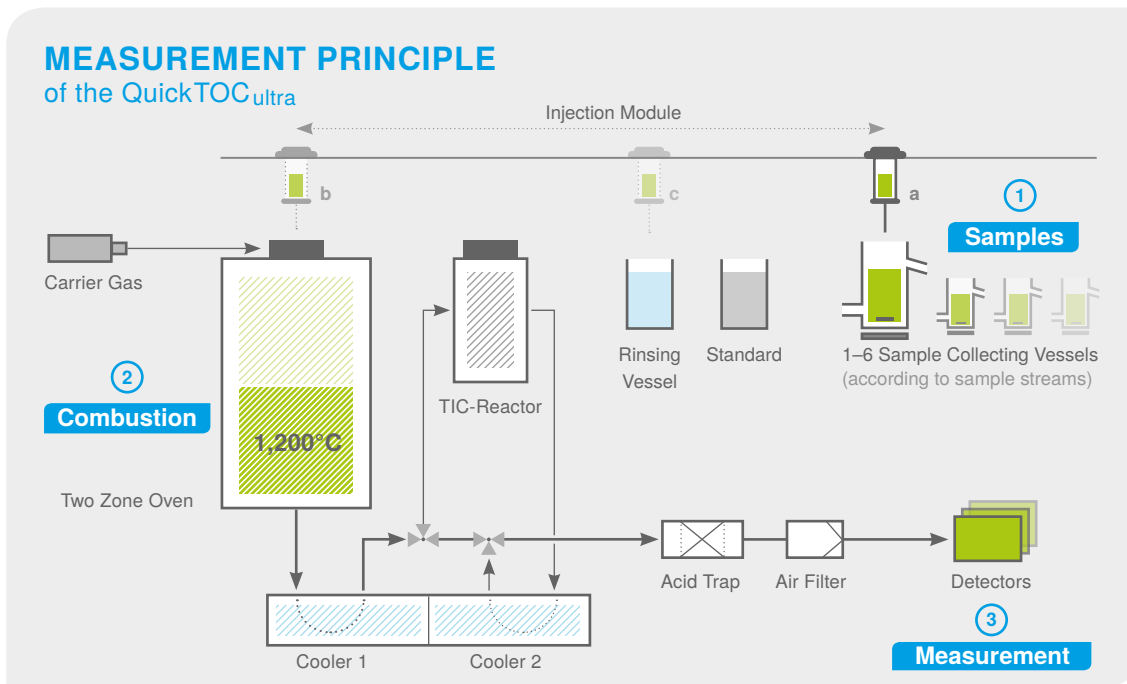 MEASUREMENT PRINCIPLE
of the QuickTOCultra
Injection Module
b
c
a
1
Samples
Carrier Gas
Rinsing
Vessel
Standard
1–6 Sample Collecting Vessels
(according to sample streams)
2
Combustion
TIC-Reactor
1,200°C
Two Zone Oven
Acid Trap
Air Filter
Detectors
Cooler 1
Cooler 2
3
Measurement